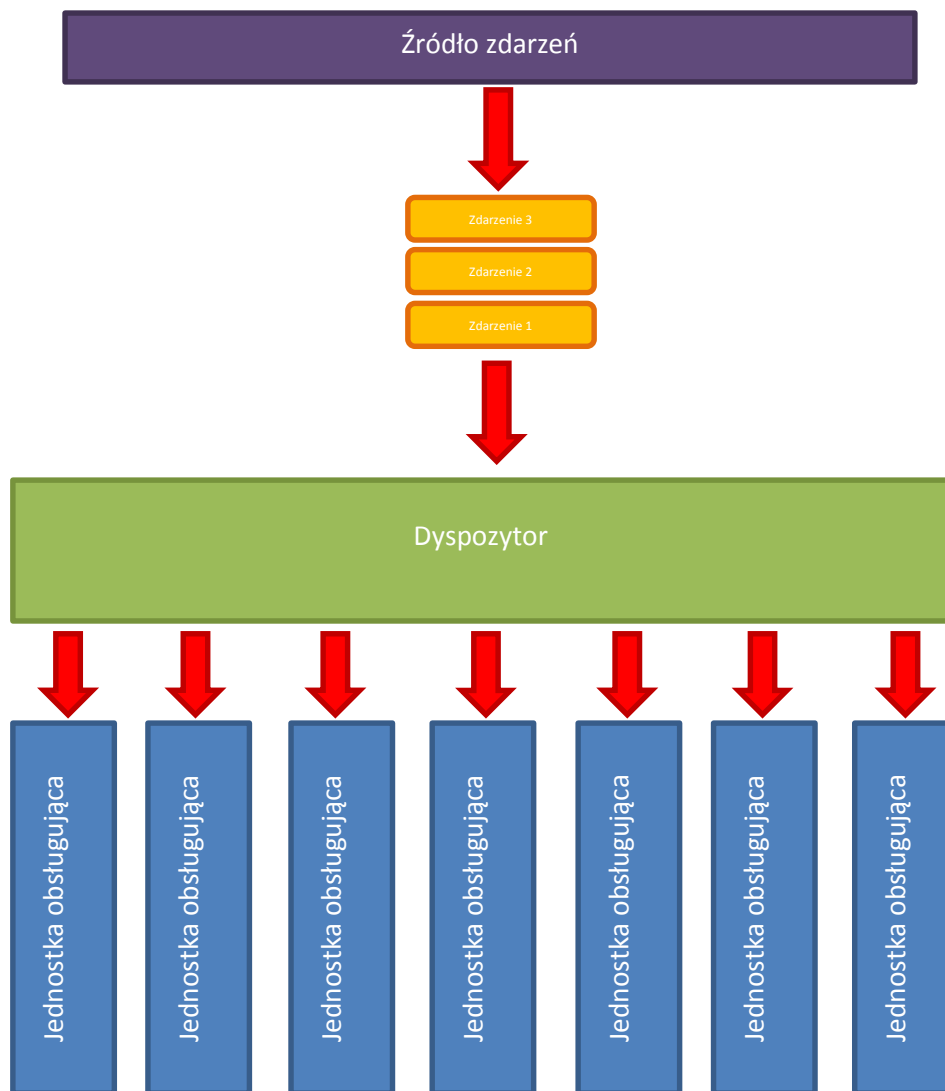 Źródło zdarzeń
Zdarzenie 3
Zdarzenie 2
Zdarzenie 1
Dyspozytor
Jednostka obsługująca
Jednostka obsługująca
Jednostka obsługująca
Jednostka obsługująca
Jednostka obsługująca
Jednostka obsługująca
Jednostka obsługująca